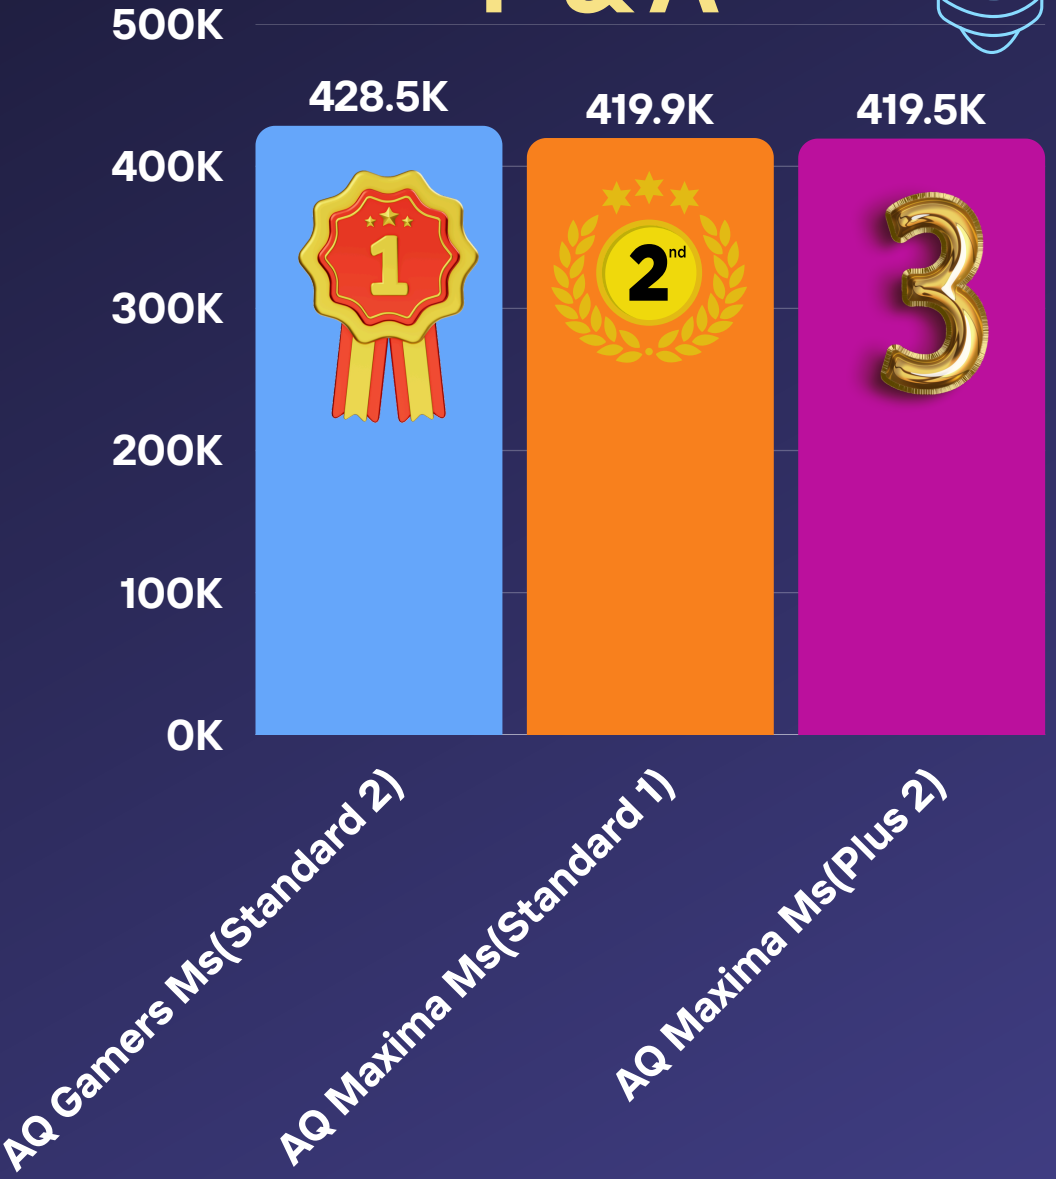 500K
428.5K
419.9K
419.5K
400K
300K
200K
100K
0K
1
2nd
3
AQ Gamers Ms(Standard 2)
AQ Maxima Ms(Standard 1)
AQ Maxima Ms(Plus 2)